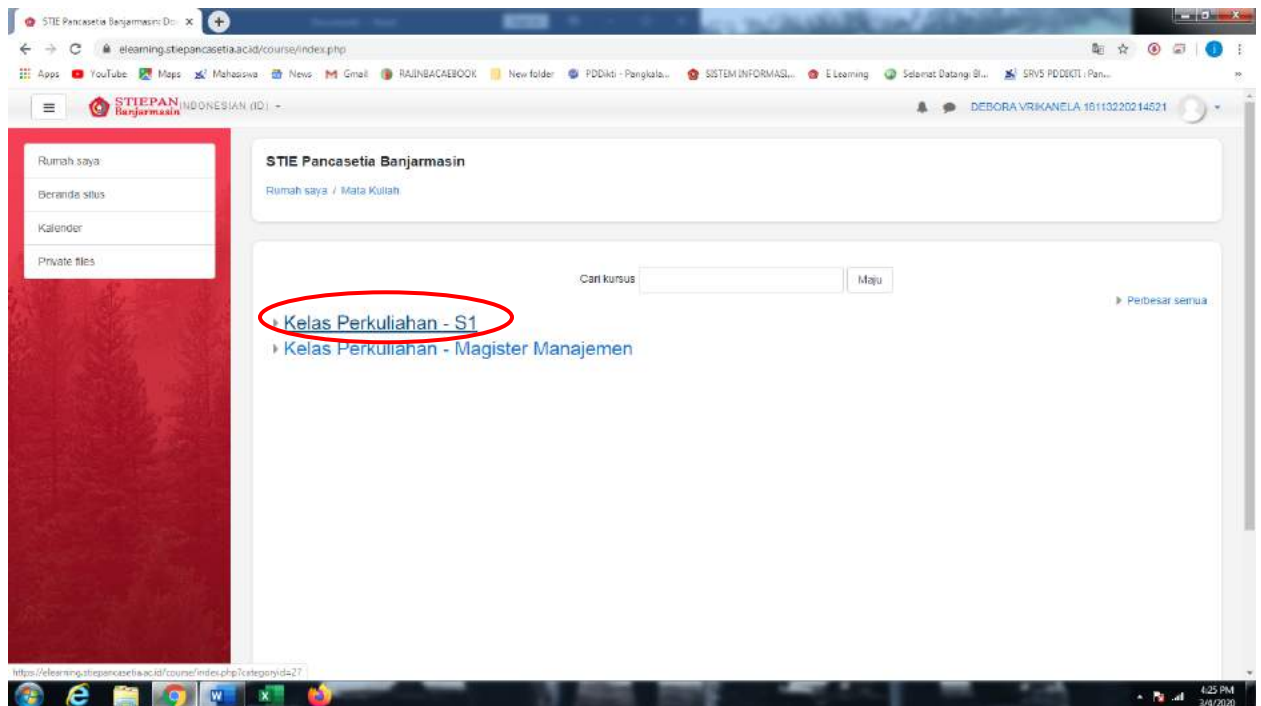 STIE Pancasetia Banjarmasin: Do
elearning.stiepancasetia.ac.id/course/index.php
Apps YouTube Maps Mahasiswa News Gmail RAJINBACAEBOOK New folder PDDikti - Pangkala... SISTEM INFORMASI... E Learning Selamat Datang Di... SRV5 PDDIKTI : Pan... »
STIEPAN INDONESIAN (ID) DEBORA VRIKANELA 16113220214521
Banjarmasin
Rumah saya
Beranda situs
Kalender
Private files
STIE Pancasetia Banjarmasin
Rumah saya / Mata Kuliah
Cari kursus Maju
Perbesar semua
Kelas Perkuliahan - S1
Kelas Perkuliahan - Magister Manajemen
https://elearning.stiepancasetia.ac.id/course/index.php?categoryid=27
4:25 PM
3/4/2020